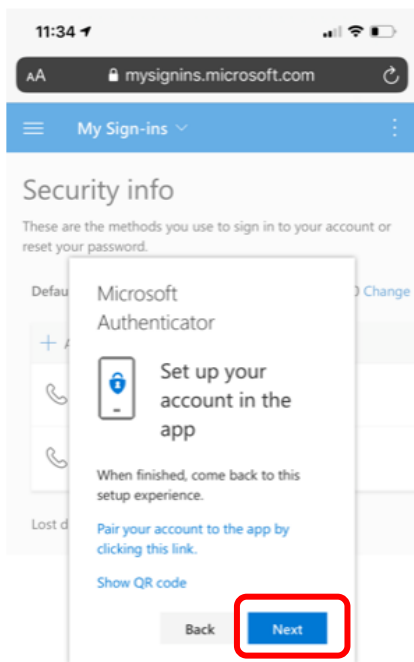 11:34
AA mysignins.microsoft.com
My Sign-ins
Security info
These are the methods you use to sign in to your account or
reset your password.
Change
Microsoft
Authenticator
Set up your
account in the
app
When finished, come back to this
setup experience.
Pair your account to the app by
clicking this link.
Show QR code
Lost
Back Next